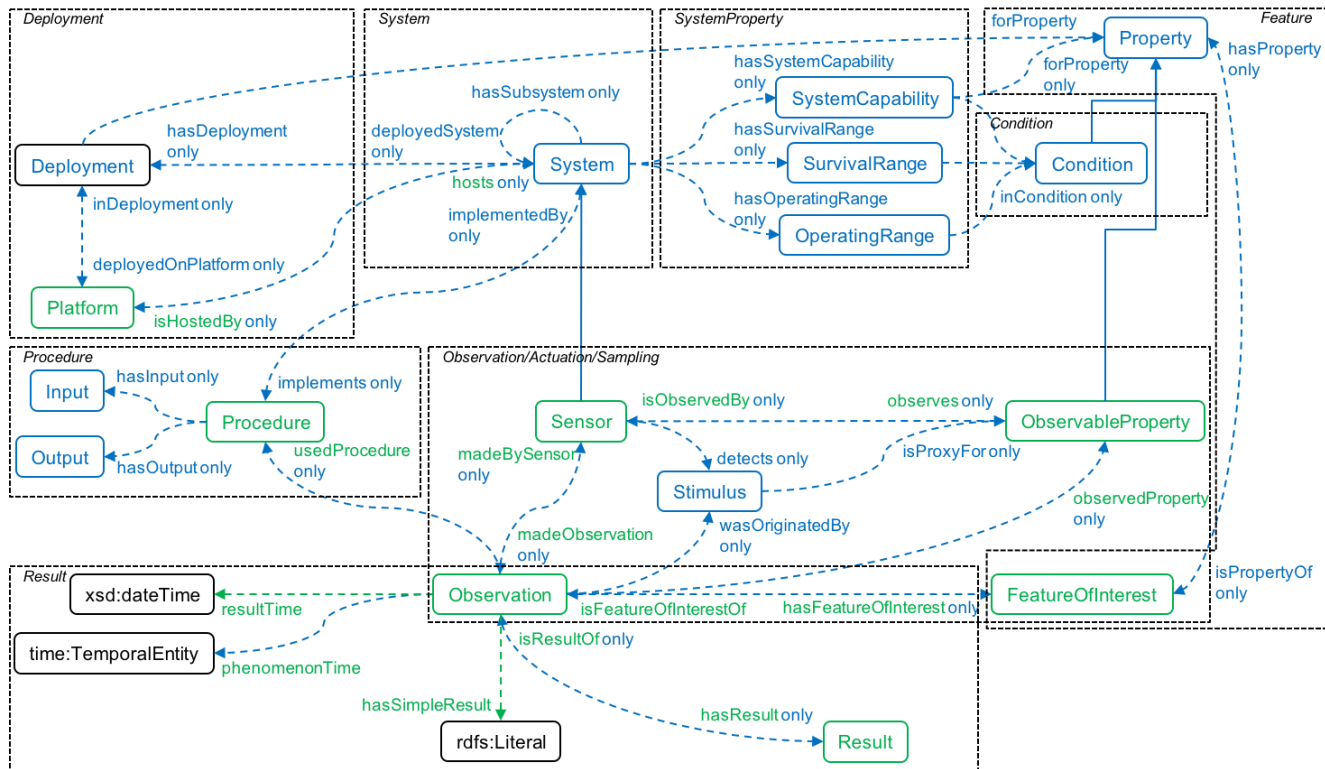 Deployment
System
SystemProperty
Feature
forProperty
Property
hasProperty
only
forProperty
only
hasSystemCapability
only
SystemCapability
hasSubsystem only
hasDeployment
only
deployedSystem
only
Deployment
System
hasSurvivalRange
only
SurvivalRange
Condition
Condition
hosts only
inDeployment only
implementedBy
only
hasOperatingRange
only
OperatingRange
inCondition only
deployedOnPlatform only
Platform
isHostedBy only
Procedure
Observation/Actuation/Sampling
hasInput only
Input
implements only
Procedure
Output
hasOutput only
usedProcedure
only
Sensor
isObservedBy only
observes only
ObservableProperty
madeBySensor
only
detects only
isProxyFor only
Stimulus
observedProperty
only
madeObservation
only
wasOriginatedBy
only
Result
xsd:dateTime
resultTime
Observation
isFeatureOfInterestOf
hasFeatureOfInterest only
FeatureOfInterest
isPropertyOf
only
time:TemporalEntity
phenomenonTime
isResultOf only
hasSimpleResult
rdfs:Literal
hasResult only
Result